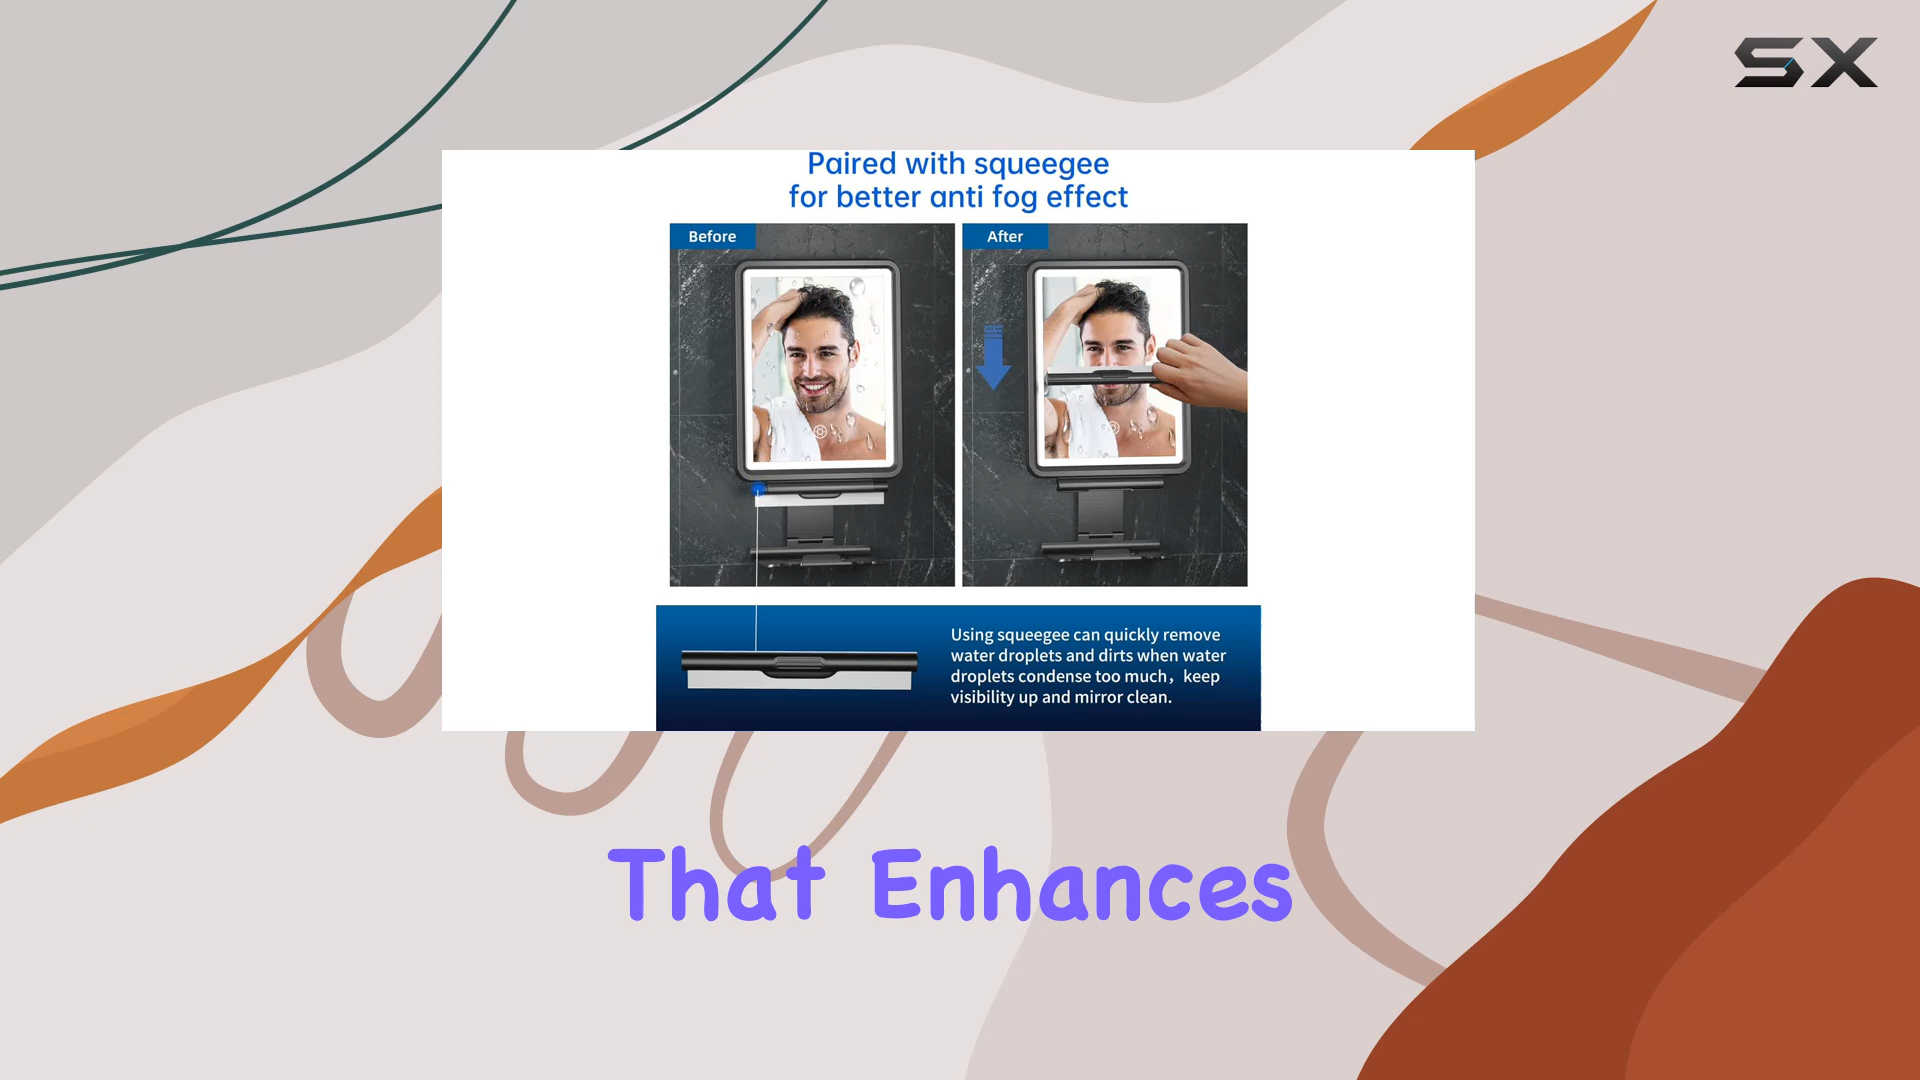 SX
Paired with squeegee
for better anti fog effect
Before
After
Using squeegee can quickly remove
water droplets and dirts when water
droplets condense too much，keep
visibility up and mirror clean.
That Enhances